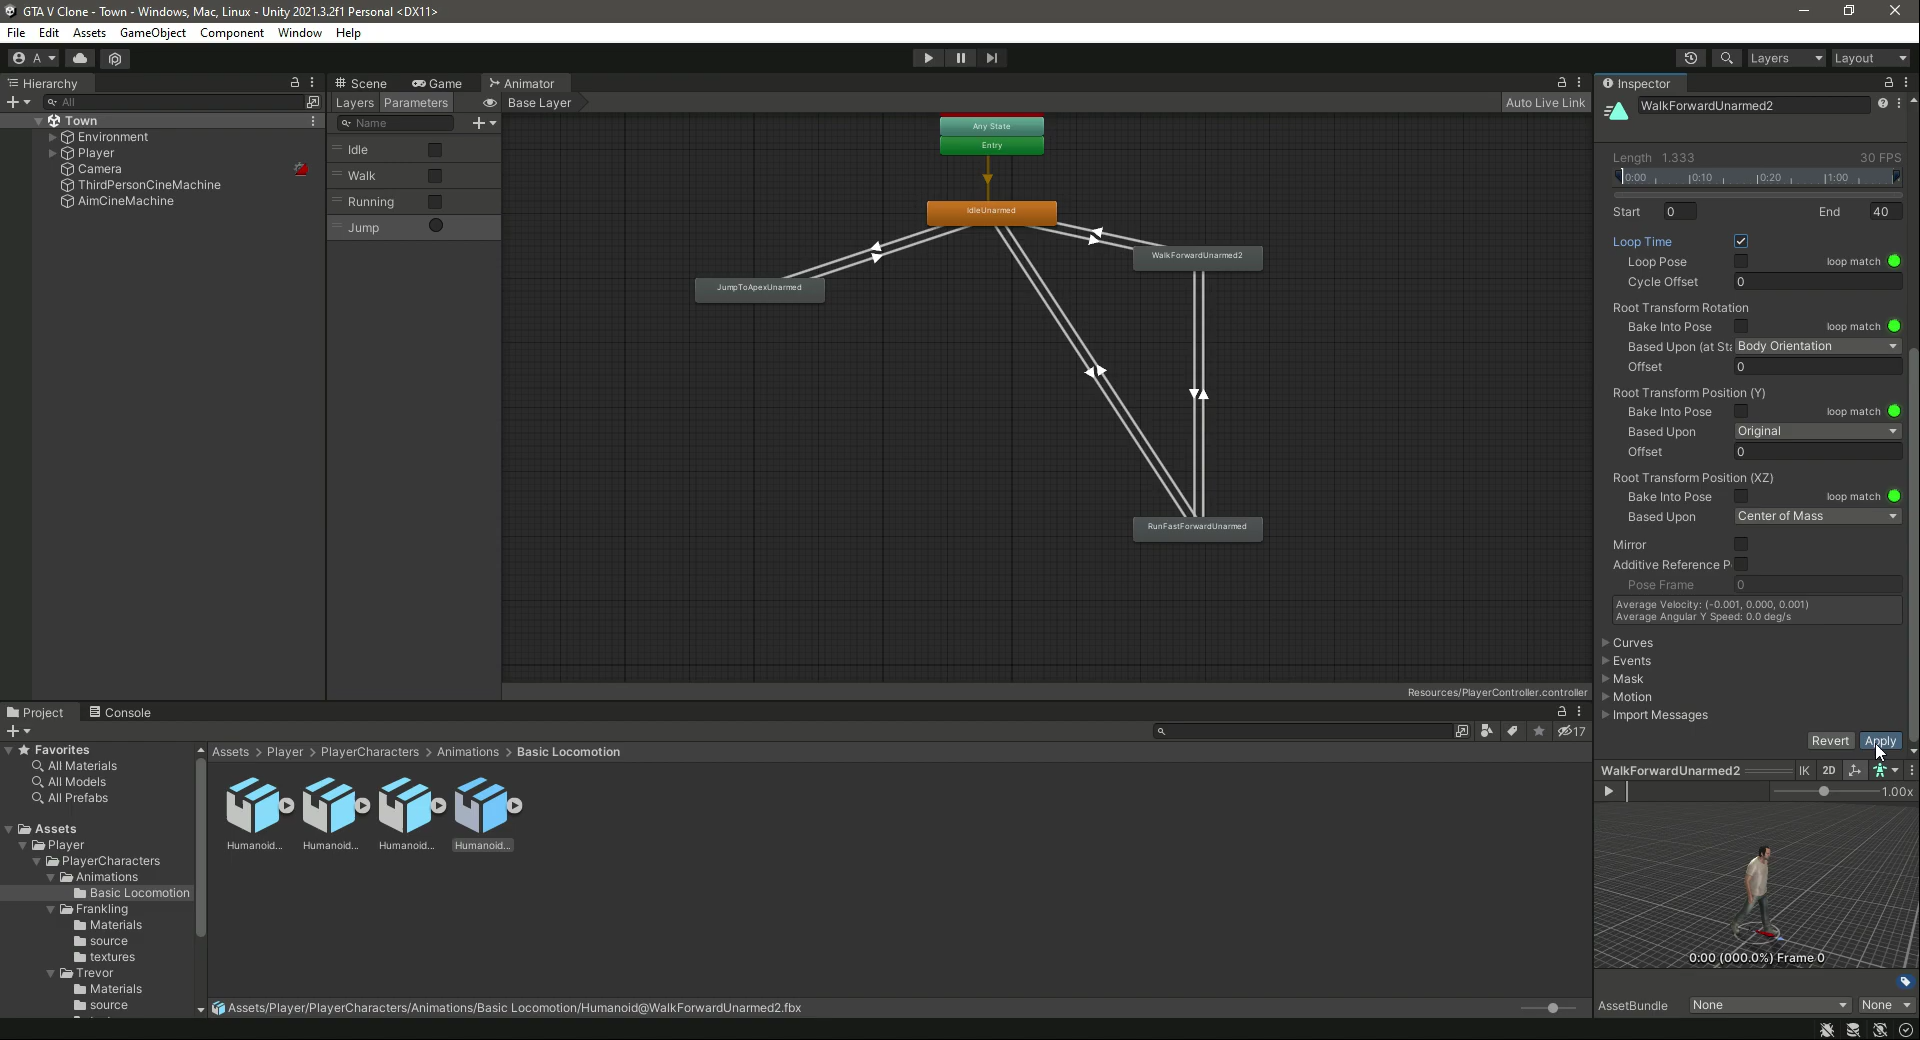 GTA V Clone - Town - Windows, Mac, Linux - Unity 2021.3.2f1 Personal <DX11>
File Edit Assets GameObject Component Window Help
A Layers Layout
Hierarchy
All
Town
Environment
Player
Camera
ThirdPersonCineMachine
AimCineMachine
Scene Game Animator
Layers Parameters Base Layer Auto Live Link
Name
Idle
Walk
Running
Jump
Any State
Entry
IdleUnarmed
WalkForwardUnarmed2
JumpToApexUnarmed
RunFastForwardUnarmed
Resources/PlayerController.controller
Inspector
WalkForwardUnarmed2
Length 1.333 30 FPS
0:00 0:10 0:20 1:00
Start 0 End 40
Loop Time
Loop Pose loop match
Cycle Offset 0
Root Transform Rotation
Bake Into Pose loop match
Based Upon (at Sta Body Orientation
Offset 0
Root Transform Position (Y)
Bake Into Pose loop match
Based Upon Original
Offset 0
Root Transform Position (XZ)
Bake Into Pose loop match
Based Upon Center of Mass
Mirror
Additive Reference P
Pose Frame 0
Average Velocity: (-0.001, 0.000, 0.001)
Average Angular Y Speed: 0.0 deg/s
Curves
Events
Mask
Motion
Import Messages
Revert Apply
WalkForwardUnarmed2 IK 2D
1.00x
0:00 (000.0%) Frame 0
AssetBundle None None
Project Console
17
Favorites
All Materials
All Models
All Prefabs
Assets
Player
PlayerCharacters
Animations
Basic Locomotion
Frankling
Materials
source
textures
Trevor
Materials
source
Assets > Player > PlayerCharacters > Animations > Basic Locomotion
Humanoid... Humanoid... Humanoid... Humanoid...
Assets/Player/PlayerCharacters/Animations/Basic Locomotion/Humanoid@WalkForwardUnarmed2.fbx